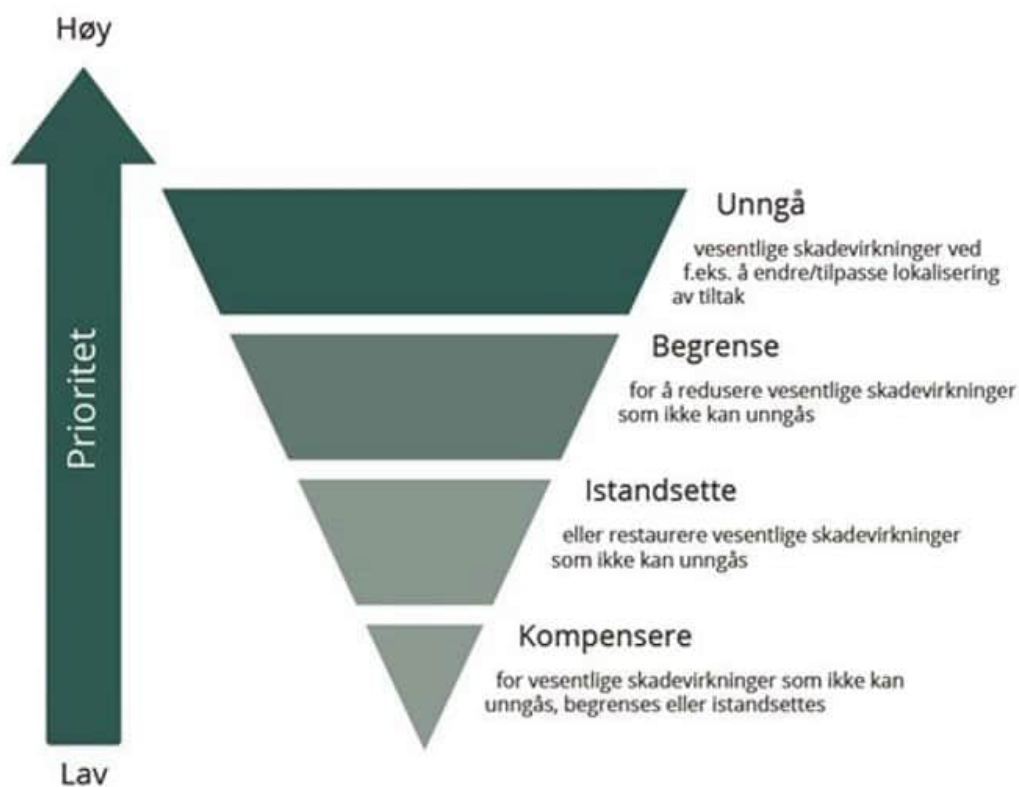 Høy
Prioritet
Lav
Unngå
vesentlige skadevirkninger ved
f.eks. å endre/tilpasse lokalisering
av tiltak
Begrense
for å redusere vesentlige skadevirkninger
som ikke kan unngås
Istandsette
eller restaurere vesentlige skadevirkninger
som ikke kan unngås
Kompensere
for vesentlige skadevirkninger som ikke kan
unngås, begrenses eller istandsettes